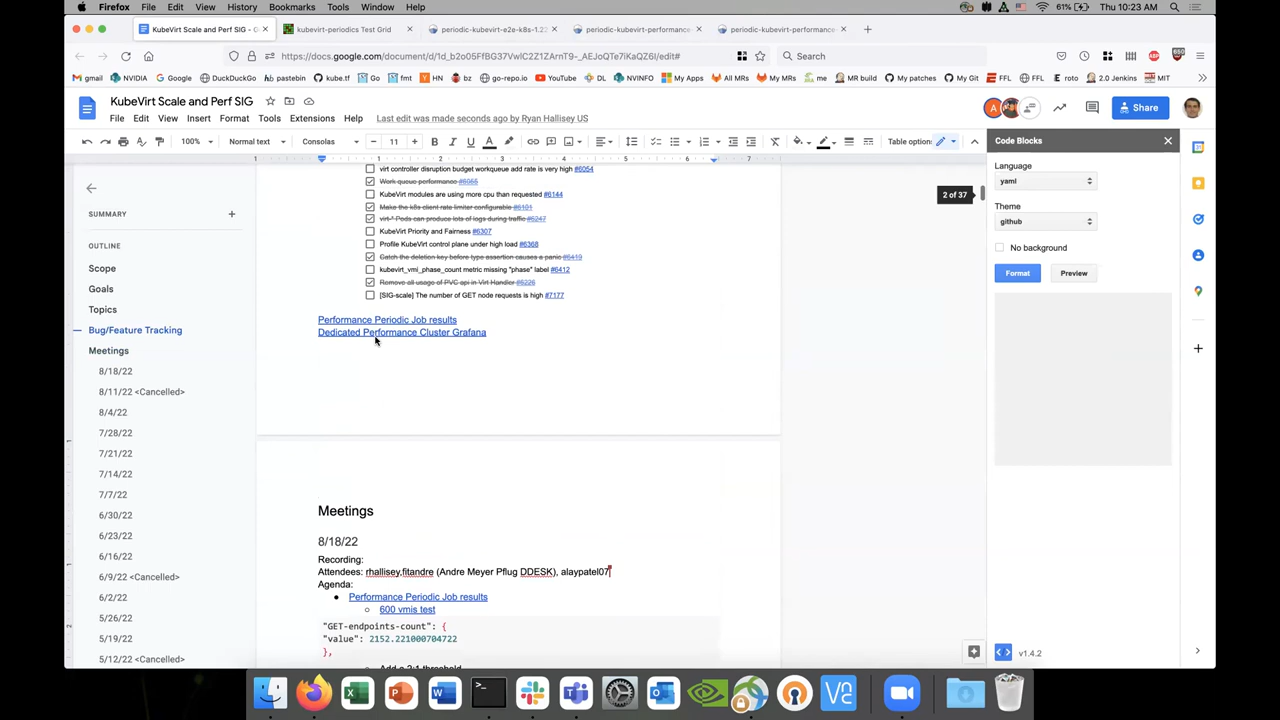 Firefox File Edit View History Bookmarks Tools Window Help
61% Thu 10:23 AM
KubeVirt Scale and Perf SIG - G
kubevirt-periodics Test Grid
periodic-kubevirt-e2e-k8s-1.22
periodic-kubevirt-performance
periodic-kubevirt-performance
https://docs.google.com/document/d/1d_b2o05FfBG37VwlC2Z1ZArnT9-_AEJoQTe7iKaQZ6I/edit#
Search
gmail NVIDIA Google DuckDuckGo pastebin kube.tf Go FMT HN bz go-repo.io YouTube DL NVINFO My Apps All MRs me MR build My patches My Git FFL FFL eroto 2.0 Jenkins MIT
KubeVirt Scale and Perf SIG
File Edit View Insert Format Tools Extensions Help
Last edit was made seconds ago by Ryan Hallisey US
Share
100% Normal text Consolas 11 Table options
SUMMARY
OUTLINE
Scope
Goals
Topics
Bug/Feature Tracking
Meetings
8/18/22
8/11/22 <Cancelled>
8/4/22
7/28/22
7/21/22
7/14/22
7/7/22
6/30/22
6/23/22
6/16/22
6/9/22 <Cancelled>
6/2/22
5/26/22
5/19/22
5/12/22 <Cancelled>
virt controller disruption budget workqueue add rate is very high #6054
Work queue performance
KubeVirt modules are using more cpu than requested #6144
Make the k8s client rate limiter configurable #6101
virt-* Pods can produce lots of logs during traffic #6247
KubeVirt Priority and Fairness #6307
Profile KubeVirt control plane under high load #6368
Catch the deletion key before type assertion causes a panic #6419
kubevirt_vmi_phase_count metric missing "phase" label #6412
Remove all usage of PVC api in Virt Handler #6226
[SIG-scale] The number of GET node requests is high #7177
Performance Periodic Job results
Dedicated Performance Cluster Grafana
2 of 37
Meetings
8/18/22
Recording:
Attendees: rhallisey,fitandre (Andre Meyer Pflug DDESK), alaypatel07
Agenda:
Performance Periodic Job results
600 vmis test
"GET-endpoints-count": {
"value": 2152.221000704722
},
Add a 2:1 threshold
Code Blocks
Language
yaml
Theme
github
No background
Format
Preview
v1.4.2